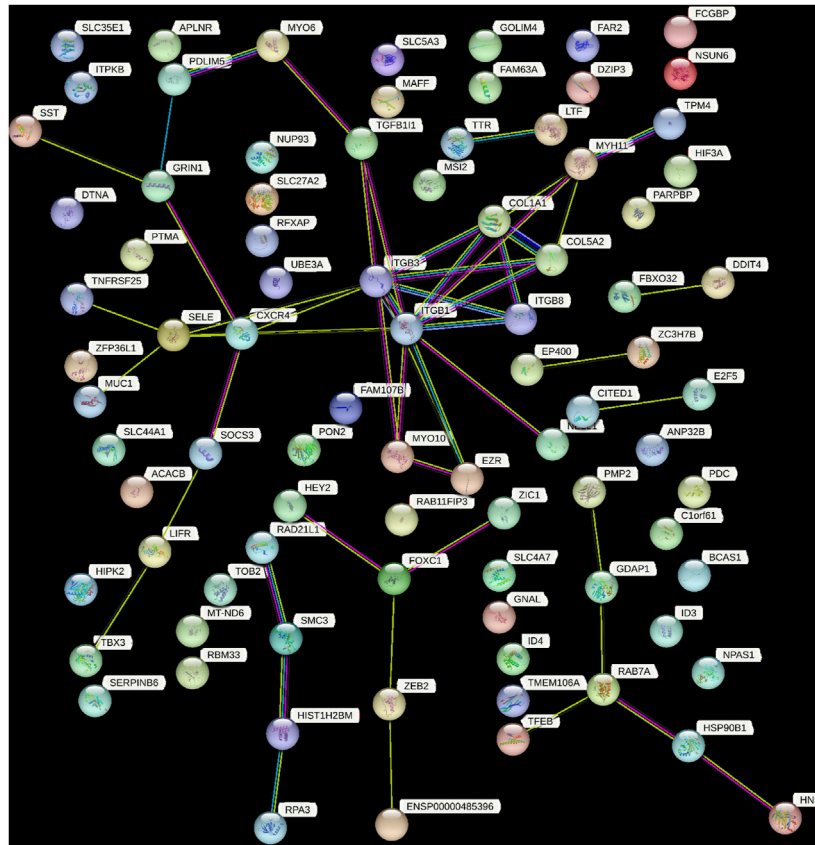 SLC35E1
APLNR
MYO6
GOLIM4
FAR2
FCGBP
SLC5A3
ITPKB
PDLIM5
FAM63A
DZIP3
NSUN6
MAFF
SST
TGFB1I1
TTR
LTF
TPM4
NUP93
MYH11
GRIN1
MSI2
HIF3A
SLC27A2
DTNA
COL1A1
PARPBP
PTMA
RFXAP
COL5A2
ITGB3
TNFRSF25
UBE3A
FBXO32
DDIT4
SELE
CXCR4
ITGB1
ITGB8
ZFP36L1
EP400
ZC3H7B
MUC1
FAM107B
CITED1
E2F5
SLC44A1
SOCS3
PON2
MYO10
ANP32B
EZR
ACACB
HEY2
RAB11FIP3
ZIC1
PMP2
PDC
C1orf61
LIFR
RAD21L1
FOXC1
SLC4A7
GDAP1
BCAS1
HIPK2
TOB2
GNAL
MT-ND6
SMC3
ID4
ID3
TBX3
RBM33
NPAS1
SERPINB6
ZEB2
TMEM106A
RAB7A
HIST1H2BM
TFEB
HSP90B1
RPA3
ENSP00000485396
HN